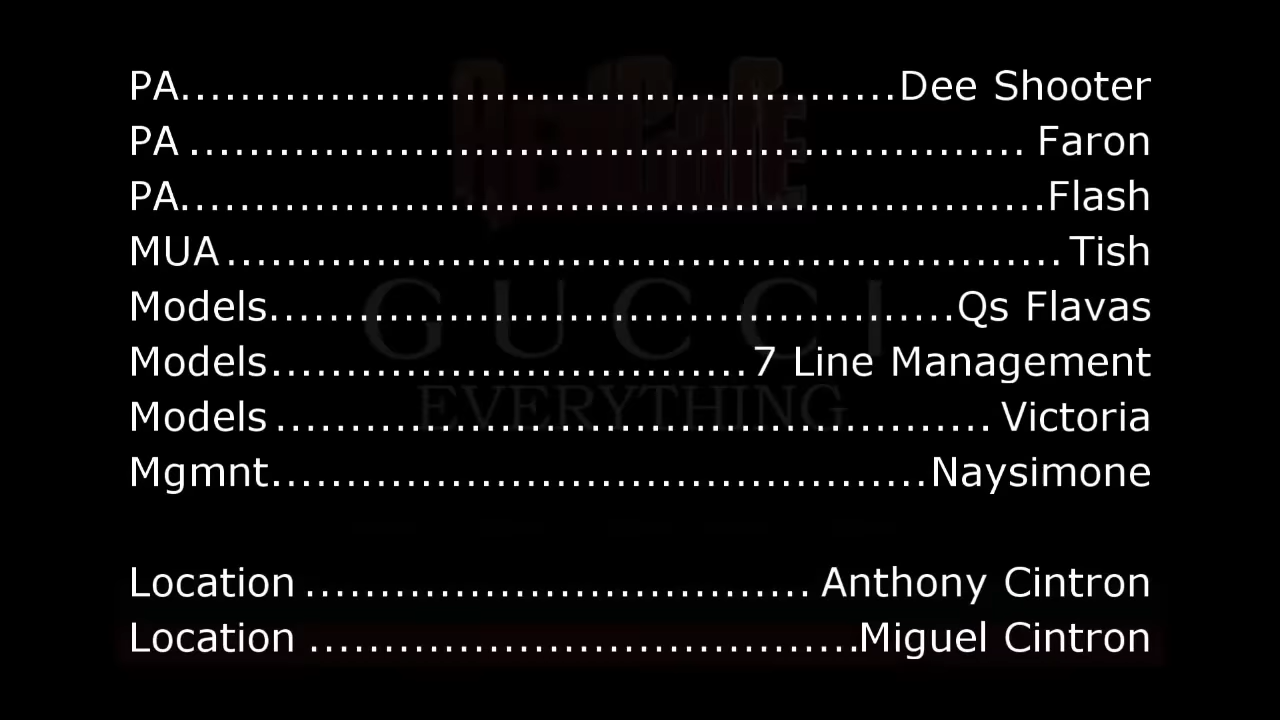 PA................................................Dee Shooter
PA ........................................................ Faron
PA..........................................................Flash
MUA ........................................................ Tish
Models..............................................Qs Flavas
Models................................7 Line Management
Models ................................................ Victoria
Mgmnt............................................Naysimone
GUCCI
EVERYTHING
Location .................................. Anthony Cintron
Location .....................................Miguel Cintron